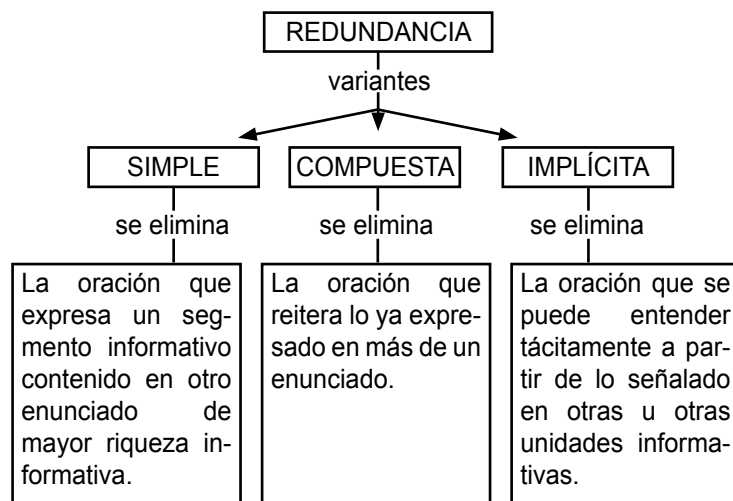 REDUNDANCIA
variantes
SIMPLE
COMPUESTA
IMPLÍCITA
se elimina
se elimina
se elimina
La oración que
expresa un seg-
mento informativo
contenido en otro
enunciado de
mayor riqueza in-
formativa.
La oración que
reitera lo ya expre-
sado en más de un
enunciado.
La oración que se
puede entender
tácitamente a par-
tir de lo señalado
en otras u otras
unidades informa-
tivas.